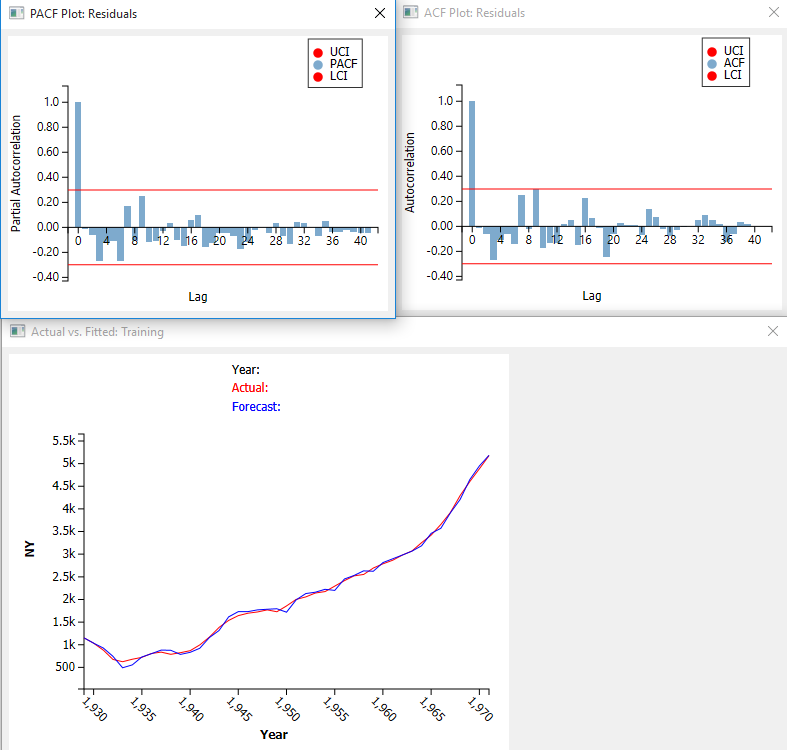 PACF Plot: Residuals
UCI
PACF
LCI
Partial Autocorrelation
1.0
0.80
0.60
0.40
0.20
0.00
-0.20
-0.40
0 4 8 12 16 20 24 28 32 36 40
Lag
ACF Plot: Residuals
UCI
ACF
LCI
Autocorrelation
1.0
0.80
0.60
0.40
0.20
0.00
-0.20
-0.40
0 4 8 12 16 20 24 28 32 36 40
Lag
Actual vs. Fitted: Training
Year:
Actual:
Forecast:
NY
5.5k
5k
4.5k
4k
3.5k
3k
2.5k
2k
1.5k
1k
500
1,930 1,935 1,940 1,945 1,950 1,955 1,960 1,965 1,970
Year